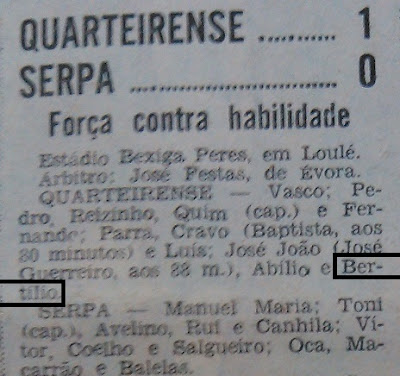 QUARTEIRENSE ........... 1
SERPA ............................... 0
Força contra habilidade
Estádio Bexiga Peres, em Loulé.
Árbitro: José Festas, de Évora.
QUARTEIRENSE — Vasco; Pe-
dro, Reizinho, Quim (cap.) e Fer-
nando; Parra, Cravo (Baptista, aos
30 minutos) e Luís; José João (José
Guerreiro, aos 88 m.), Abílio e Ber-
tílio
SERPA — Manuel Maria; Toni
(cap.), Avelino, Rui e Canhila; Ví-
tor, Coelho e Salgueiro; Oca, Ma-
carrão e Balelas.